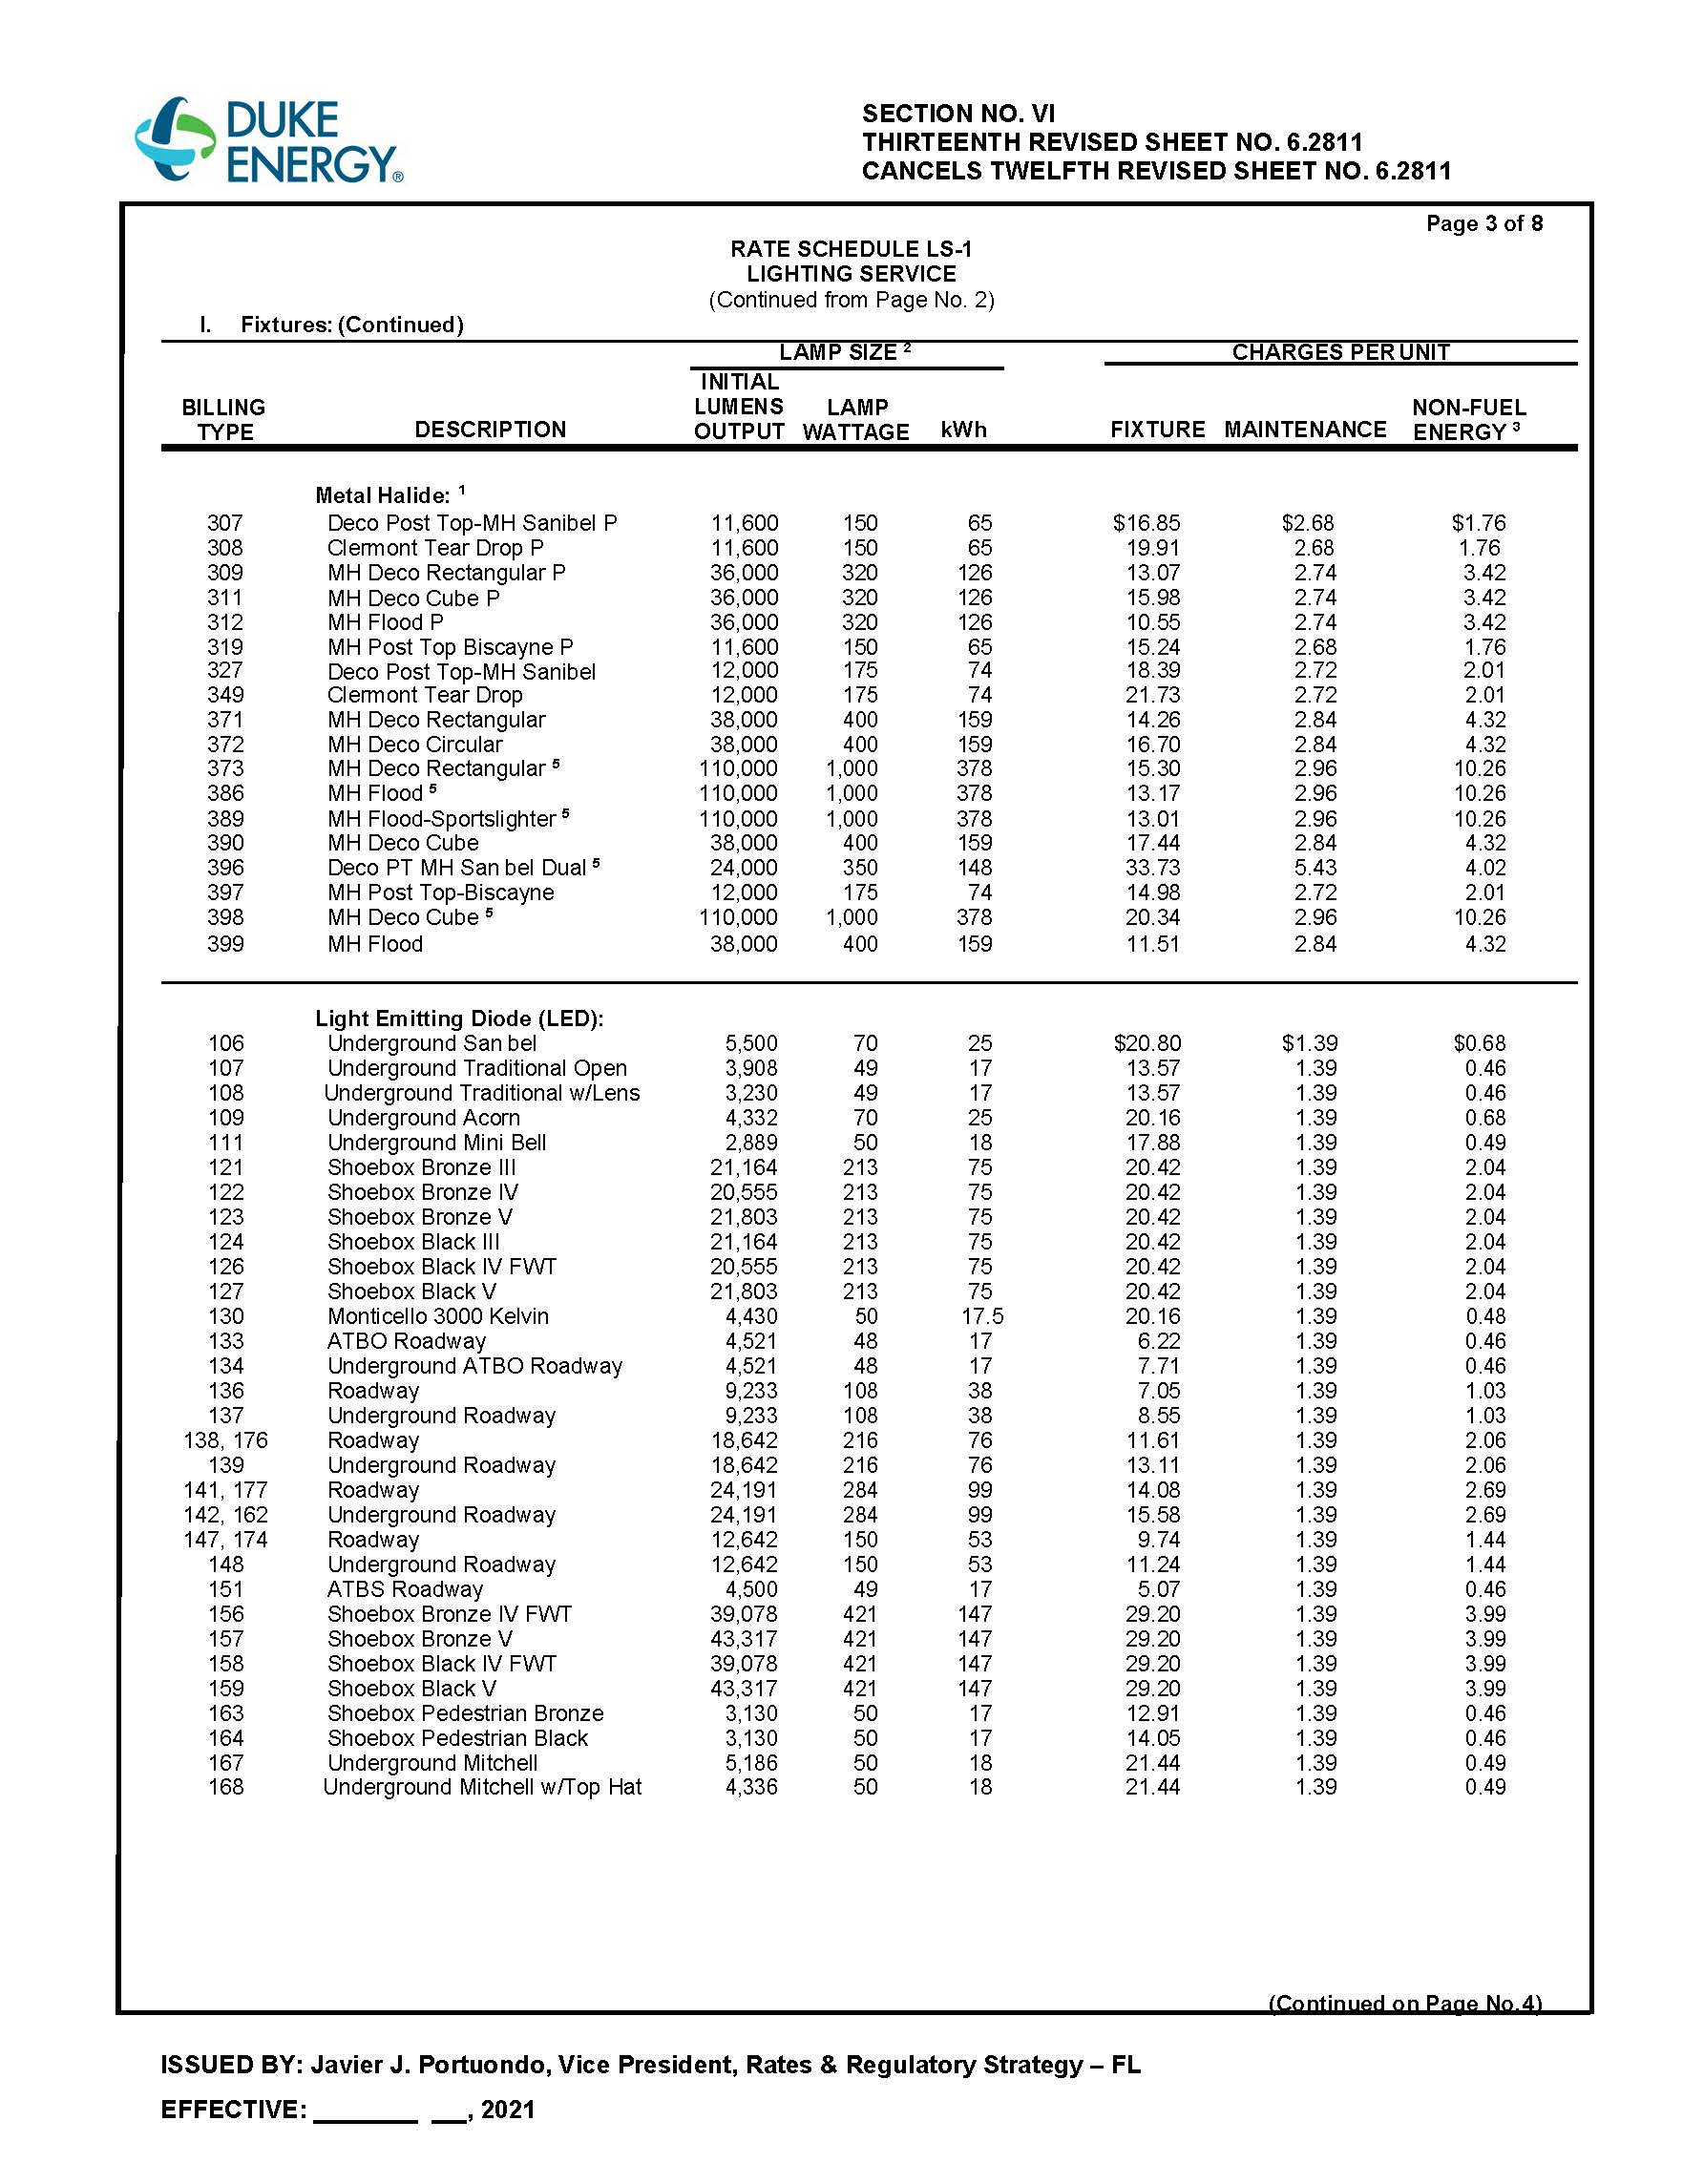 DUKE
ENERGY®
SECTION NO. VI
THIRTEENTH REVISED SHEET NO. 6.2811
CANCELS TWELFTH REVISED SHEET NO. 6.2811
Page 3 of 8
RATE SCHEDULE LS-1
LIGHTING SERVICE
(Continued from Page No. 2)
I. Fixtures: (Continued)
LAMP SIZE ² CHARGES PER UNIT
INITIAL
BILLING LUMENS LAMP NON-FUEL
TYPE DESCRIPTION OUTPUT WATTAGE kWh FIXTURE MAINTENANCE ENERGY ³
Metal Halide: ¹
307 Deco Post Top-MH Sanibel P 11,600 150 65 $16.85 $2.68 $1.76
308 Clermont Tear Drop P 11,600 150 65 19.91 2.68 1.76
309 MH Deco Rectangular P 36,000 320 126 13.07 2.74 3.42
311 MH Deco Cube P 36,000 320 126 15.98 2.74 3.42
312 MH Flood P 36,000 320 126 10.55 2.74 3.42
319 MH Post Top Biscayne P 11,600 150 65 15.24 2.68 1.76
327 Deco Post Top-MH Sanibel 12,000 175 74 18.39 2.72 2.01
349 Clermont Tear Drop 12,000 175 74 21.73 2.72 2.01
371 MH Deco Rectangular 38,000 400 159 14.26 2.84 4.32
372 MH Deco Circular 38,000 400 159 16.70 2.84 4.32
373 MH Deco Rectangular ⁵ 110,000 1,000 378 15.30 2.96 10.26
386 MH Flood ⁵ 110,000 1,000 378 13.17 2.96 10.26
389 MH Flood-Sportslighter ⁵ 110,000 1,000 378 13.01 2.96 10.26
390 MH Deco Cube 38,000 400 159 17.44 2.84 4.32
396 Deco PT MH San bel Dual ⁵ 24,000 350 148 33.73 5.43 4.02
397 MH Post Top-Biscayne 12,000 175 74 14.98 2.72 2.01
398 MH Deco Cube ⁵ 110,000 1,000 378 20.34 2.96 10.26
399 MH Flood 38,000 400 159 11.51 2.84 4.32
Light Emitting Diode (LED):
106 Underground San bel 5,500 70 25 $20.80 $1.39 $0.68
107 Underground Traditional Open 3,908 49 17 13.57 1.39 0.46
108 Underground Traditional w/Lens 3,230 49 17 13.57 1.39 0.46
109 Underground Acorn 4,332 70 25 20.16 1.39 0.68
111 Underground Mini Bell 2,889 50 18 17.88 1.39 0.49
121 Shoebox Bronze III 21,164 213 75 20.42 1.39 2.04
122 Shoebox Bronze IV 20,555 213 75 20.42 1.39 2.04
123 Shoebox Bronze V 21,803 213 75 20.42 1.39 2.04
124 Shoebox Black III 21,164 213 75 20.42 1.39 2.04
126 Shoebox Black IV FWT 20,555 213 75 20.42 1.39 2.04
127 Shoebox Black V 21,803 213 75 20.42 1.39 2.04
130 Monticello 3000 Kelvin 4,430 50 17.5 20.16 1.39 0.48
133 ATBO Roadway 4,521 48 17 6.22 1.39 0.46
134 Underground ATBO Roadway 4,521 48 17 7.71 1.39 0.46
136 Roadway 9,233 108 38 7.05 1.39 1.03
137 Underground Roadway 9,233 108 38 8.55 1.39 1.03
138, 176 Roadway 18,642 216 76 11.61 1.39 2.06
139 Underground Roadway 18,642 216 76 13.11 1.39 2.06
141, 177 Roadway 24,191 284 99 14.08 1.39 2.69
142, 162 Underground Roadway 24,191 284 99 15.58 1.39 2.69
147, 174 Roadway 12,642 150 53 9.74 1.39 1.44
148 Underground Roadway 12,642 150 53 11.24 1.39 1.44
151 ATBS Roadway 4,500 49 17 5.07 1.39 0.46
156 Shoebox Bronze IV FWT 39,078 421 147 29.20 1.39 3.99
157 Shoebox Bronze V 43,317 421 147 29.20 1.39 3.99
158 Shoebox Black IV FWT 39,078 421 147 29.20 1.39 3.99
159 Shoebox Black V 43,317 421 147 29.20 1.39 3.99
163 Shoebox Pedestrian Bronze 3,130 50 17 12.91 1.39 0.46
164 Shoebox Pedestrian Black 3,130 50 17 14.05 1.39 0.46
167 Underground Mitchell 5,186 50 18 21.44 1.39 0.49
168 Underground Mitchell w/Top Hat 4,336 50 18 21.44 1.39 0.49
(Continued on Page No.4)
ISSUED BY: Javier J. Portuondo, Vice President, Rates & Regulatory Strategy – FL
EFFECTIVE: ________ ___, 2021